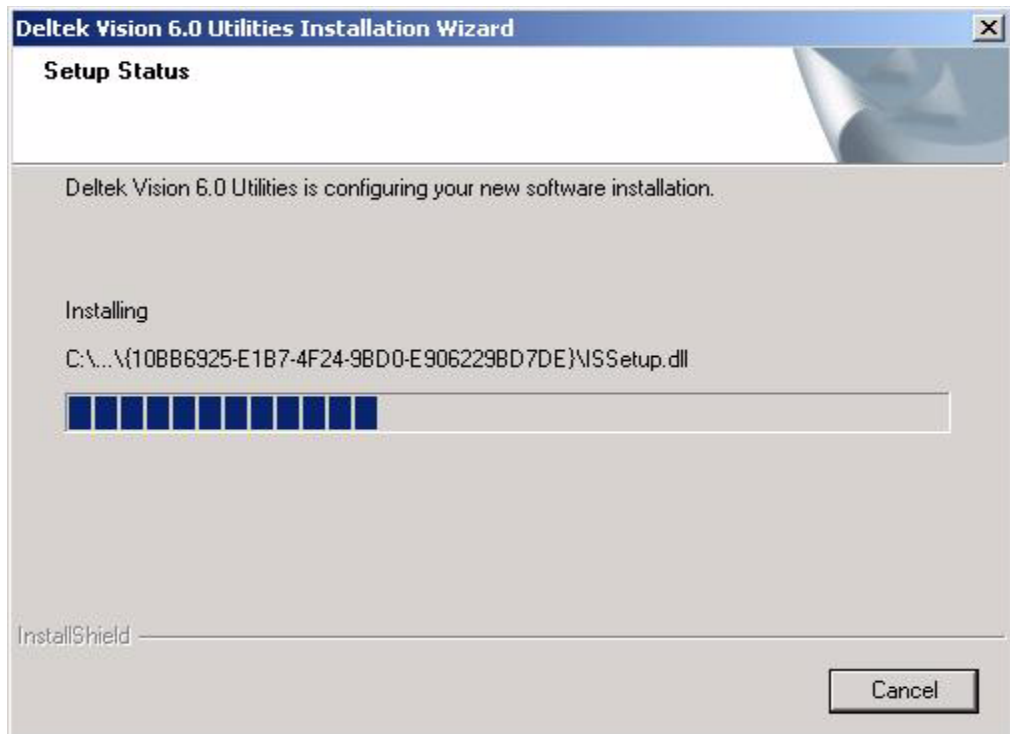 Deltek Vision 6.0 Utilities Installation Wizard
Setup Status
Deltek Vision 6.0 Utilities is configuring your new software installation.
Installing
C:\...\{10BB6925-E1B7-4F24-9BD0-E906229BD7DE}\ISSetup.dll
InstallShield
Cancel